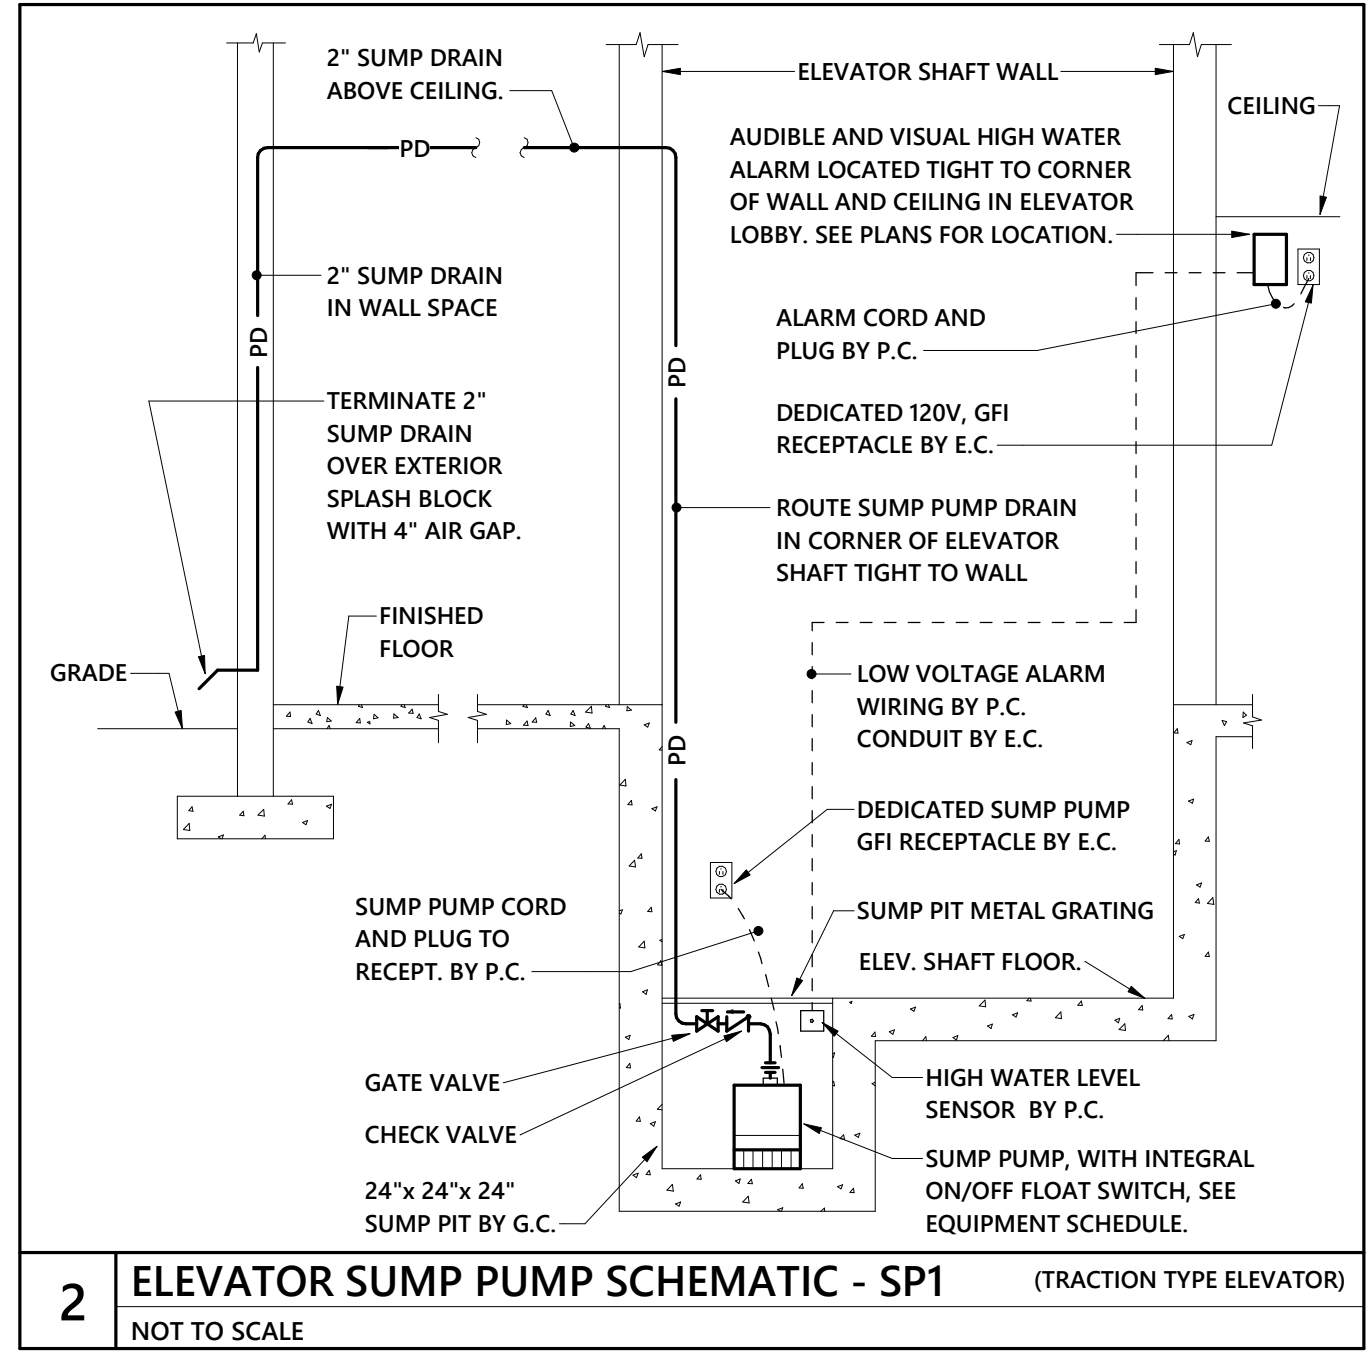 2" SUMP DRAIN
ABOVE CEILING.
ELEVATOR SHAFT WALL
CEILING
PD
AUDIBLE AND VISUAL HIGH WATER
ALARM LOCATED TIGHT TO CORNER
OF WALL AND CEILING IN ELEVATOR
LOBBY. SEE PLANS FOR LOCATION.
2" SUMP DRAIN
IN WALL SPACE
PD
ALARM CORD AND
PLUG BY P.C.
PD
TERMINATE 2"
SUMP DRAIN
OVER EXTERIOR
SPLASH BLOCK
WITH 4" AIR GAP.
DEDICATED 120V, GFI
RECEPTACLE BY E.C.
ROUTE SUMP PUMP DRAIN
IN CORNER OF ELEVATOR
SHAFT TIGHT TO WALL
FINISHED
FLOOR
GRADE
LOW VOLTAGE ALARM
WIRING BY P.C.
CONDUIT BY E.C.
PD
DEDICATED SUMP PUMP
GFI RECEPTACLE BY E.C.
SUMP PUMP CORD
AND PLUG TO
RECEPT. BY P.C.
SUMP PIT METAL GRATING
ELEV. SHAFT FLOOR.
GATE VALVE
CHECK VALVE
24"x 24"x 24"
SUMP PIT BY G.C.
HIGH WATER LEVEL
SENSOR BY P.C.
SUMP PUMP, WITH INTEGRAL
ON/OFF FLOAT SWITCH, SEE
EQUIPMENT SCHEDULE.
2
ELEVATOR SUMP PUMP SCHEMATIC - SP1 (TRACTION TYPE ELEVATOR)
NOT TO SCALE